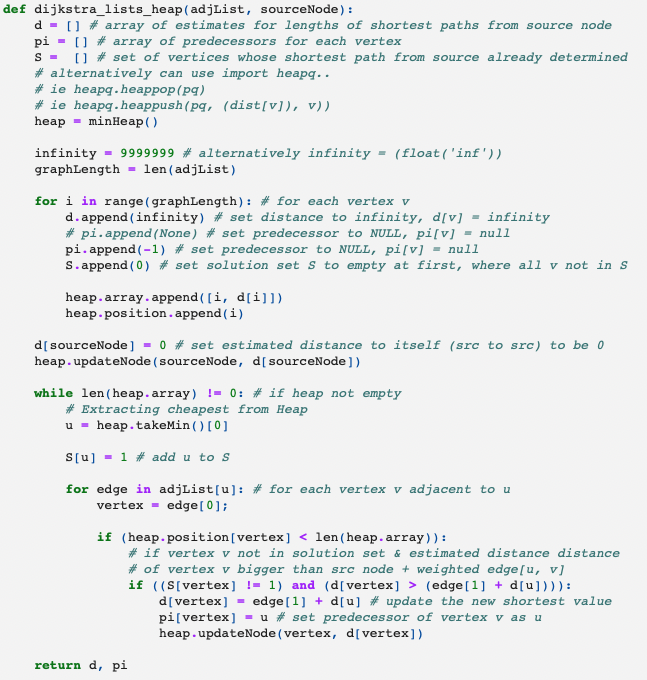 def dijkstra_lists_heap(adjList, sourceNode):
    d = [] # array of estimates for lengths of shortest paths from source node
    pi = [] # array of predecessors for each vertex
    S =  [] # set of vertices whose shortest path from source already determined
    # alternatively can use import heapq..
    # ie heapq.heappop(pq)
    # ie heapq.heappush(pq, (dist[v]), v))
    heap = minHeap()

    infinity = 9999999 # alternatively infinity = (float('inf'))
    graphLength = len(adjList)

    for i in range(graphLength): # for each vertex v
        d.append(infinity) # set distance to infinity, d[v] = infinity
        # pi.append(None) # set predecessor to NULL, pi[v] = null
        pi.append(-1) # set predecessor to NULL, pi[v] = null
        S.append(0) # set solution set S to empty at first, where all v not in S

        heap.array.append([i, d[i]])
        heap.position.append(i)

    d[sourceNode] = 0 # set estimated distance to itself (src to src) to be 0
    heap.updateNode(sourceNode, d[sourceNode])

    while len(heap.array) != 0: # if heap not empty
        # Extracting cheapest from Heap
        u = heap.takeMin()[0]

        S[u] = 1 # add u to S

        for edge in adjList[u]: # for each vertex v adjacent to u
            vertex = edge[0];

            if (heap.position[vertex] < len(heap.array)):
                # if vertex v not in solution set & estimated distance distance
                # of vertex v bigger than src node + weighted edge[u, v]
                if ((S[vertex] != 1) and (d[vertex] > (edge[1] + d[u]))):
                    d[vertex] = edge[1] + d[u] # update the new shortest value
                    pi[vertex] = u # set predecessor of vertex v as u
                    heap.updateNode(vertex, d[vertex])

    return d, pi